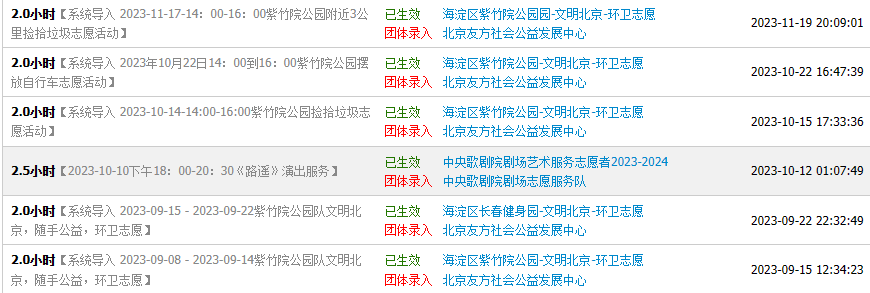 2.0小时【系统导入 2023-11-17-14：00-16：00紫竹院公园附近3公
里捡拾垃圾志愿活动】
已生效
团体录入
海淀区紫竹院公园园-文明北京-环卫志愿
北京友方社会公益发展中心
2023-11-19 20:09:01
2.0小时【系统导入 2023年10月22日14：00到16：00紫竹院公园摆
放自行车志愿活动】
已生效
团体录入
海淀区紫竹院公园-文明北京-环卫志愿
北京友方社会公益发展中心
2023-10-22 16:47:39
2.0小时【系统导入 2023-10-14-14:00-16:00紫竹院公园捡拾垃圾志
愿活动】
已生效
团体录入
海淀区紫竹院公园-文明北京-环卫志愿
北京友方社会公益发展中心
2023-10-15 17:33:36
2.5小时【2023-10-10下午18：00-20：30《路遥》演出服务】
已生效
团体录入
中央歌剧院剧场艺术服务志愿者2023-2024
中央歌剧院剧场志愿服务队
2023-10-12 01:07:49
2.0小时【系统导入 2023-09-15 - 2023-09-22紫竹院公园队文明北
京，随手公益，环卫志愿】
已生效
团体录入
海淀区长春健身园-文明北京-环卫志愿
北京友方社会公益发展中心
2023-09-22 22:32:49
2.0小时【系统导入 2023-09-08 - 2023-09-14紫竹院公园队文明北
京，随手公益，环卫志愿】
已生效
团体录入
海淀区紫竹院公园-文明北京-环卫志愿
北京友方社会公益发展中心
2023-09-15 12:34:23